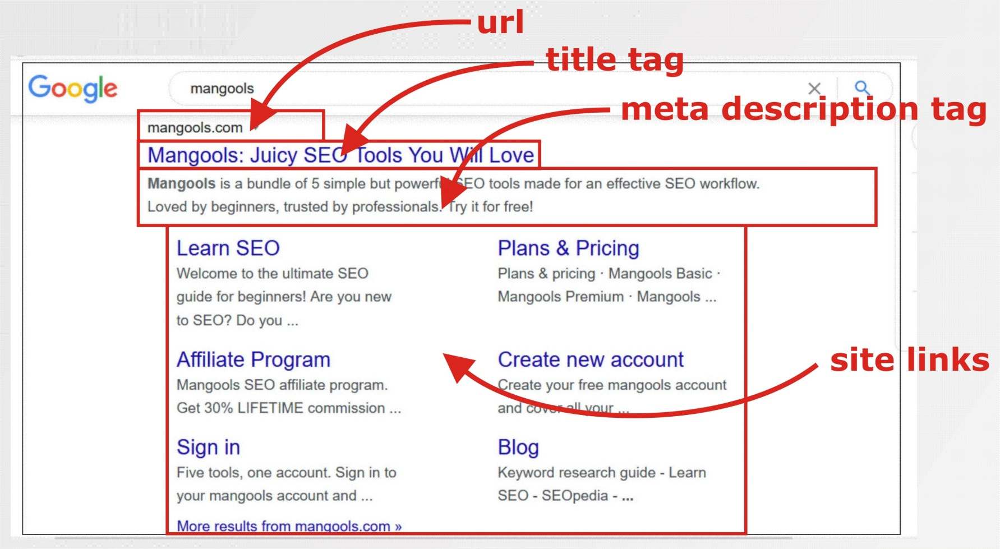 url
title tag
Google
mangools
meta description tag
mangools.com
Mangools: Juicy SEO Tools You Will Love
Mangools is a bundle of 5 simple but powerful SEO tools made for an effective SEO workflow.
Loved by beginners, trusted by professionals. Try it for free!
Learn SEO
Welcome to the ultimate SEO
guide for beginners! Are you new
to SEO? Do you ...
Plans & Pricing
Plans & pricing · Mangools Basic ·
Mangools Premium · Mangools ...
site links
Affiliate Program
Mangools SEO affiliate program.
Get 30% LIFETIME commission ...
Create new account
Create your free mangools account
and cover all your ...
Sign in
Five tools, one account. Sign in to
your mangools account and ...
Blog
Keyword research guide - Learn
SEO - SEOpedia - ...
More results from mangools.com »